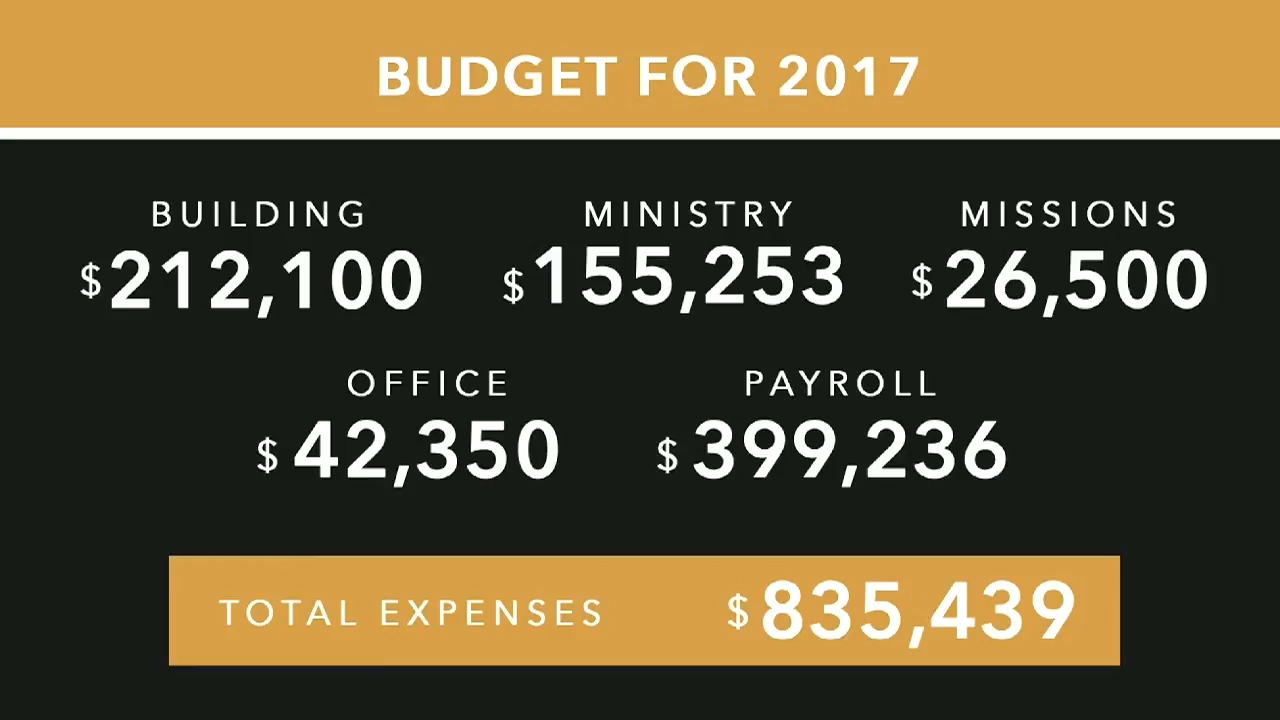 BUDGET FOR 2017
BUILDING MINISTRY MISSIONS
$212,100 $155,253 $26,500
OFFICE PAYROLL
$42,350 $399,236
TOTAL EXPENSES $835,439